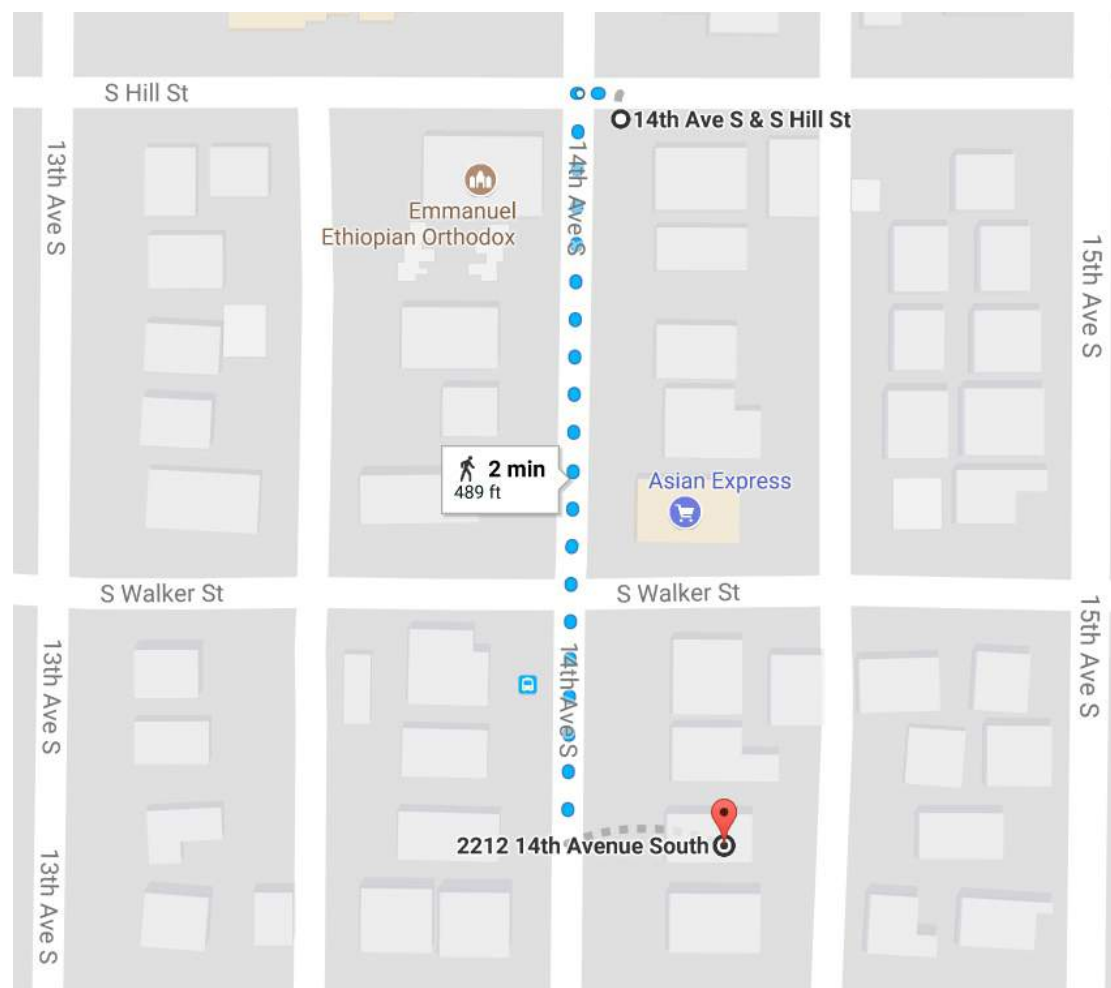 S Hill St
14th Ave S & S Hill St
13th Ave S
14th Ave S
Emmanuel
Ethiopian Orthodox
15th Ave S
2 min
489 ft
Asian Express
S Walker St
S Walker St
13th Ave S
14th Ave S
15th Ave S
2212 14th Avenue South
13th Ave S